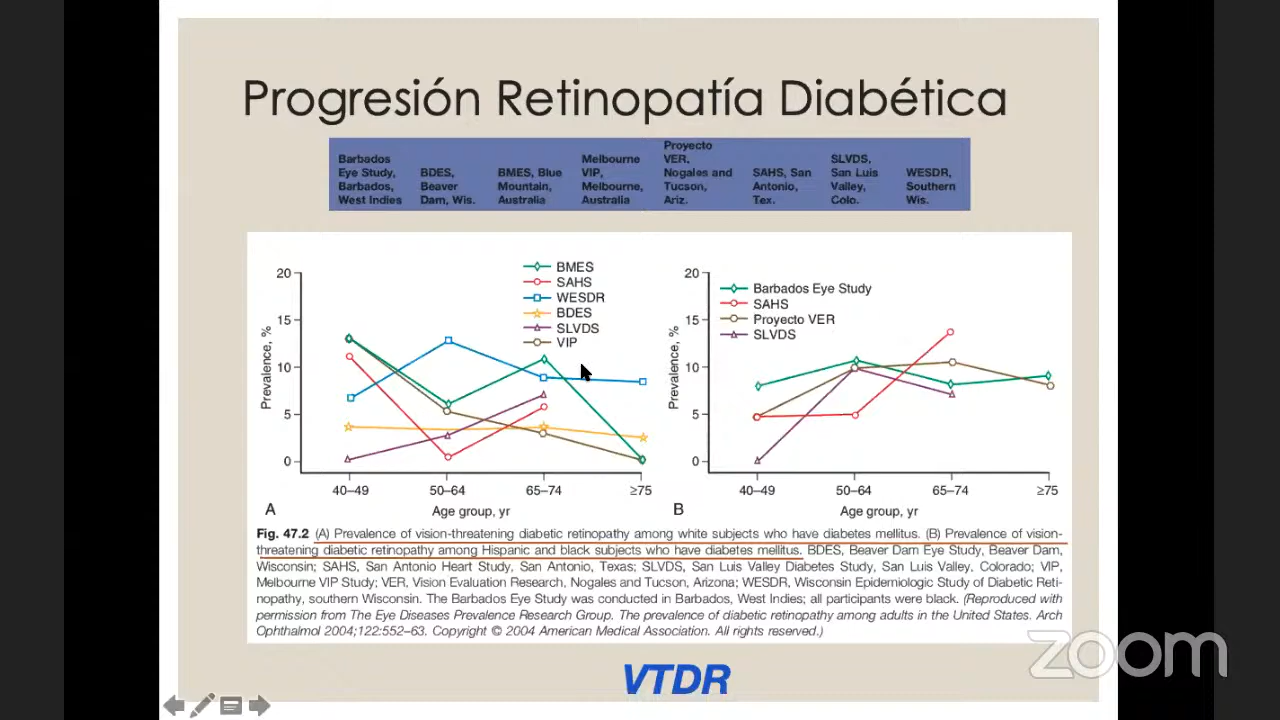 Progresión Retinopatía Diabética
Barbados
Eye Study,
Barbados,
West Indies
BDES,
Beaver
Dam, Wis.
BMES, Blue
Mountain,
Australia
Melbourne
VIP,
Melbourne,
Australia
Proyecto
VER,
Nogales and
Tucson,
Ariz.
SAHS, San
Antonio,
Tex.
SLVDS,
San Luis
Valley,
Colo.
WESDR,
Southern
Wis.
BMES
SAHS
WESDR
BDES
SLVDS
VIP
Prevalence, %
20
15
10
5
0
40–49
50–64
65–74
≥75
A
Age group, yr
Barbados Eye Study
SAHS
Proyecto VER
SLVDS
Prevalence, %
20
15
10
5
0
40–49
50–64
65–74
≥75
B
Age group, yr
Fig. 47.2 (A) Prevalence of vision-threatening diabetic retinopathy among white subjects who have diabetes mellitus. (B) Prevalence of vision-
threatening diabetic retinopathy among Hispanic and black subjects who have diabetes mellitus. BDES, Beaver Dam Eye Study, Beaver Dam,
Wisconsin; SAHS, San Antonio Heart Study, San Antonio, Texas; SLVDS, San Luis Valley Diabetes Study, San Luis Valley, Colorado; VIP,
Melbourne VIP Study; VER, Vision Evaluation Research, Nogales and Tucson, Arizona; WESDR, Wisconsin Epidemiologic Study of Diabetic Reti-
nopathy, southern Wisconsin. The Barbados Eye Study was conducted in Barbados, West Indies; all participants were black. (Reproduced with
permission from The Eye Diseases Prevalence Research Group. The prevalence of diabetic retinopathy among adults in the United States. Arch
Ophthalmol 2004;122:552–63. Copyright © 2004 American Medical Association. All rights reserved.)
VTDR
zoom